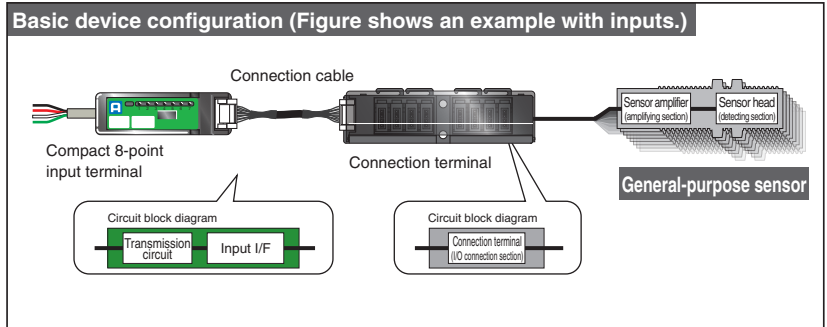 Basic device configuration (Figure shows an example with inputs.)
Connection cable
A
Compact 8-point
input terminal
Connection terminal
Sensor amplifier
(amplifying section)
Sensor head
(detecting section)
General-purpose sensor
Circuit block diagram
Transmission
circuit
Input I/F
Circuit block diagram
Connection terminal
(I/O connection section)